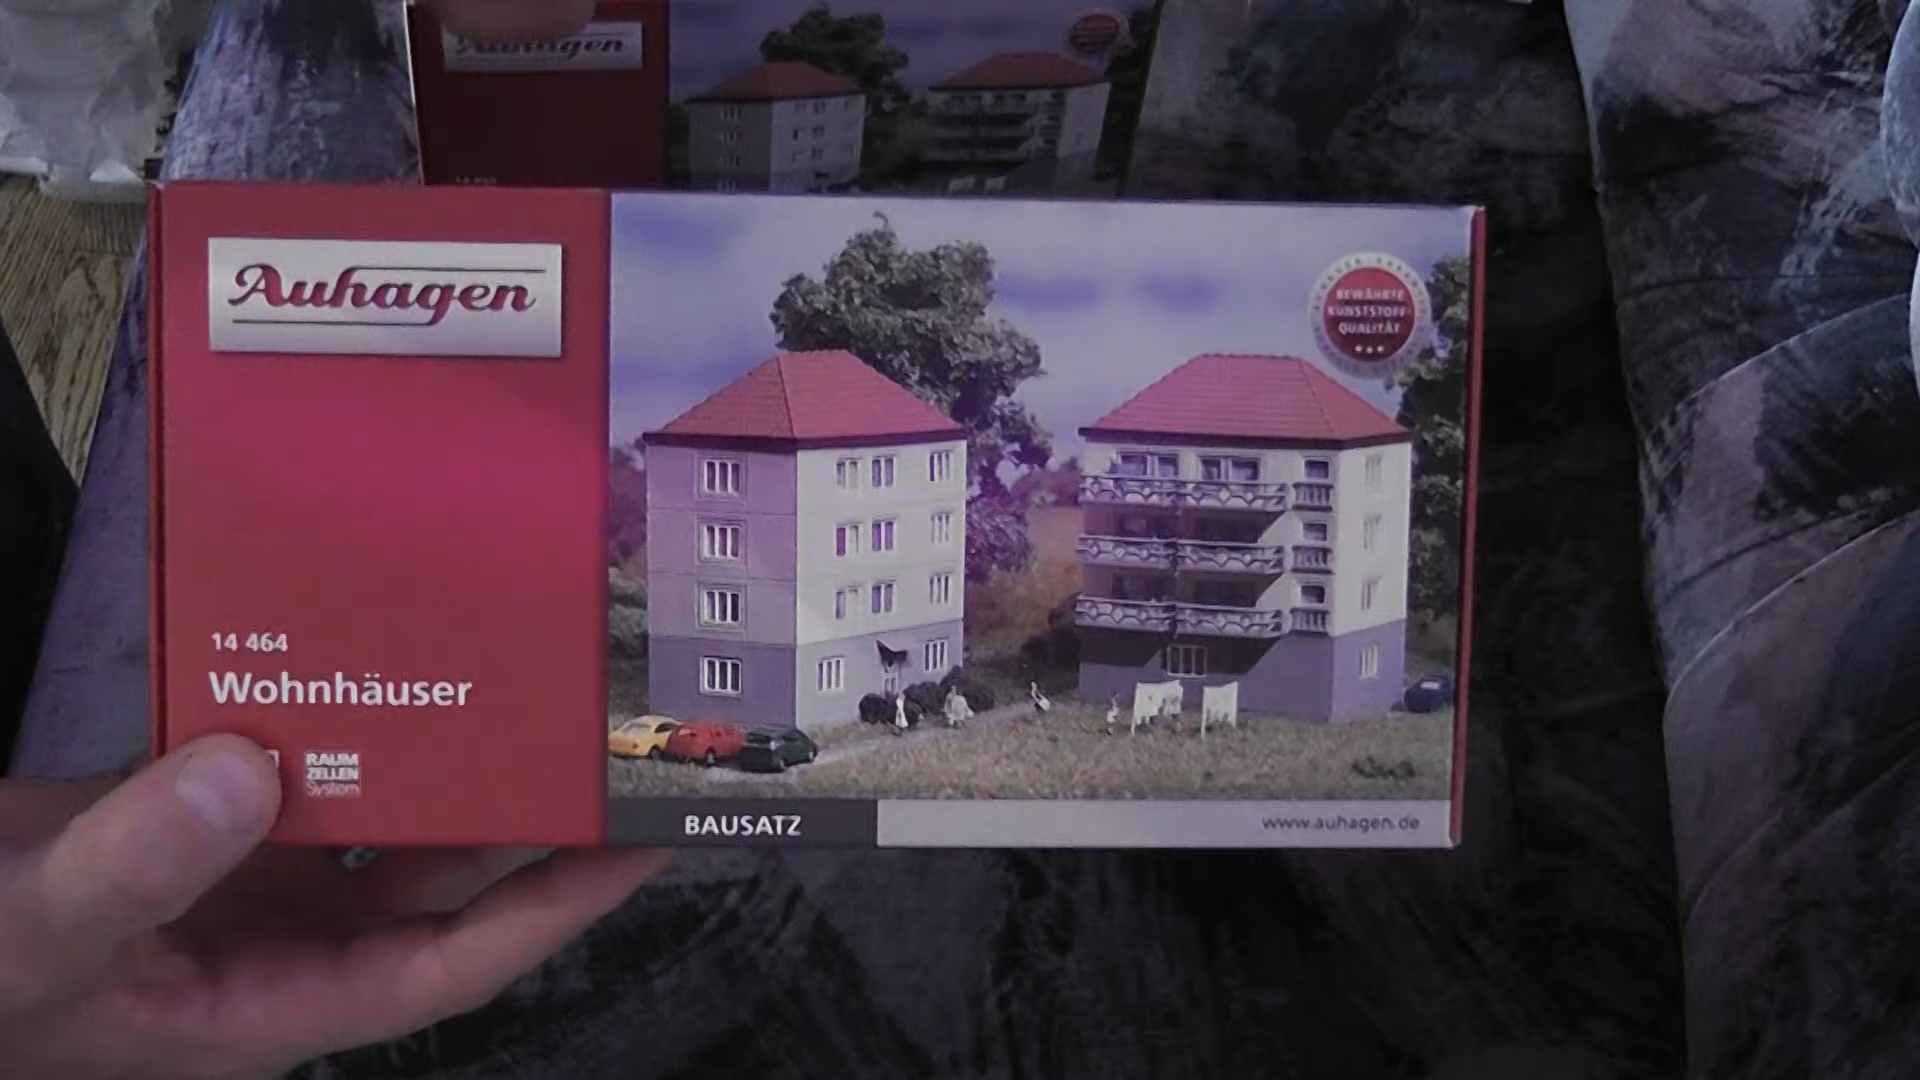 Auhagen
Auhagen
BEWÄHRTE
KUNSTSTOFF-
QUALITÄT
14 464
Wohnhäuser
RAUM
ZELLEN
System
BAUSATZ
www.auhagen.de